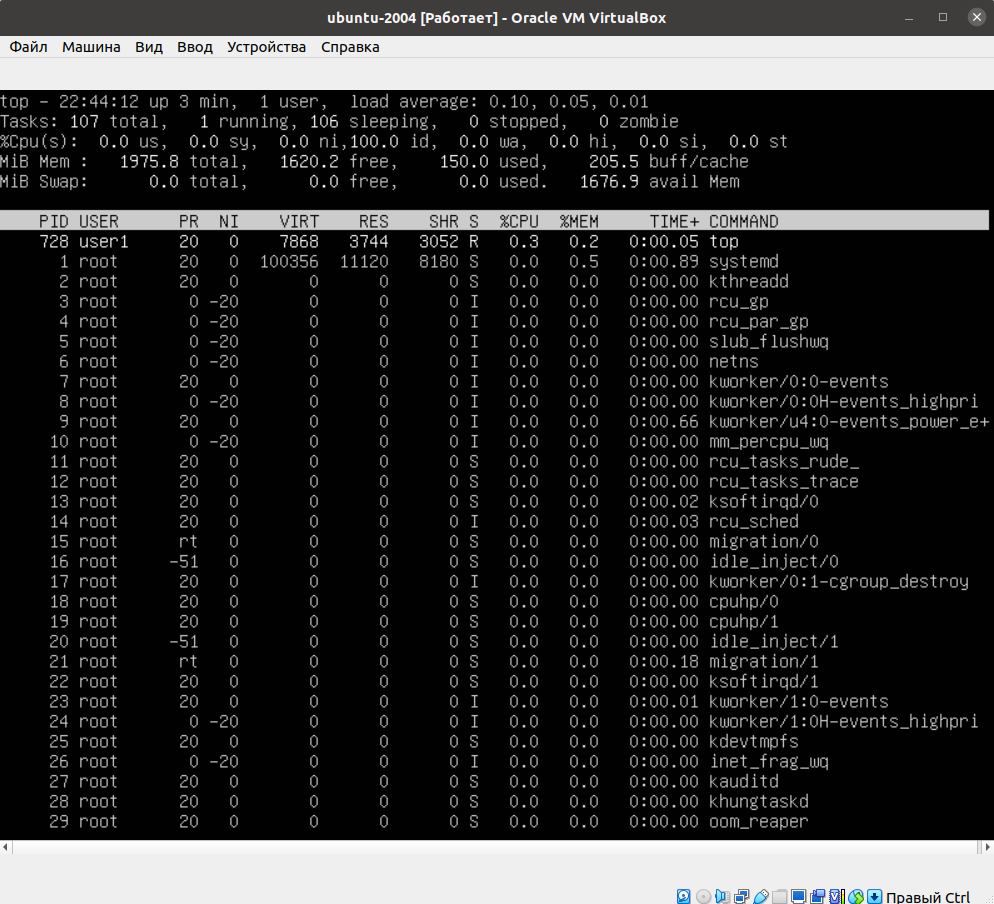 ubuntu-2004 [Работает] - Oracle VM VirtualBox
Файл Машина Вид Ввод Устройства Справка
top - 22:44:12 up 3 min,  1 user,  load average: 0.10, 0.05, 0.01
Tasks: 107 total,   1 running, 106 sleeping,   0 stopped,   0 zombie
%Cpu(s):  0.0 us,  0.0 sy,  0.0 ni,100.0 id,  0.0 wa,  0.0 hi,  0.0 si,  0.0 st
MiB Mem :   1975.8 total,   1620.2 free,    150.0 used,    205.5 buff/cache
MiB Swap:      0.0 total,      0.0 free,      0.0 used.   1676.9 avail Mem
PID USER      PR  NI    VIRT    RES    SHR S  %CPU  %MEM     TIME+ COMMAND
728 user1     20   0    7868   3744   3052 R   0.3   0.2   0:00.05 top
1 root      20   0  100356  11120   8180 S   0.0   0.5   0:00.89 systemd
2 root      20   0       0      0      0 S   0.0   0.0   0:00.00 kthreadd
3 root       0 -20       0      0      0 I   0.0   0.0   0:00.00 rcu_gp
4 root       0 -20       0      0      0 I   0.0   0.0   0:00.00 rcu_par_gp
5 root       0 -20       0      0      0 I   0.0   0.0   0:00.00 slub_flushwq
6 root       0 -20       0      0      0 I   0.0   0.0   0:00.00 netns
7 root      20   0       0      0      0 I   0.0   0.0   0:00.00 kworker/0:0-events
8 root       0 -20       0      0      0 I   0.0   0.0   0:00.00 kworker/0:0H-events_highpri
9 root      20   0       0      0      0 I   0.0   0.0   0:00.66 kworker/u4:0-events_power_e+
10 root       0 -20       0      0      0 I   0.0   0.0   0:00.00 mm_percpu_wq
11 root      20   0       0      0      0 S   0.0   0.0   0:00.00 rcu_tasks_rude_
12 root      20   0       0      0      0 S   0.0   0.0   0:00.00 rcu_tasks_trace
13 root      20   0       0      0      0 S   0.0   0.0   0:00.02 ksoftirqd/0
14 root      20   0       0      0      0 I   0.0   0.0   0:00.03 rcu_sched
15 root      rt   0       0      0      0 S   0.0   0.0   0:00.00 migration/0
16 root     -51   0       0      0      0 S   0.0   0.0   0:00.00 idle_inject/0
17 root      20   0       0      0      0 I   0.0   0.0   0:00.00 kworker/0:1-cgroup_destroy
18 root      20   0       0      0      0 S   0.0   0.0   0:00.00 cpuhp/0
19 root      20   0       0      0      0 S   0.0   0.0   0:00.00 cpuhp/1
20 root     -51   0       0      0      0 S   0.0   0.0   0:00.00 idle_inject/1
21 root      rt   0       0      0      0 S   0.0   0.0   0:00.18 migration/1
22 root      20   0       0      0      0 S   0.0   0.0   0:00.00 ksoftirqd/1
23 root      20   0       0      0      0 I   0.0   0.0   0:00.01 kworker/1:0-events
24 root       0 -20       0      0      0 I   0.0   0.0   0:00.00 kworker/1:0H-events_highpri
25 root      20   0       0      0      0 S   0.0   0.0   0:00.00 kdevtmpfs
26 root       0 -20       0      0      0 I   0.0   0.0   0:00.00 inet_frag_wq
27 root      20   0       0      0      0 S   0.0   0.0   0:00.00 kauditd
28 root      20   0       0      0      0 S   0.0   0.0   0:00.00 khungtaskd
29 root      20   0       0      0      0 S   0.0   0.0   0:00.00 oom_reaper
Правый Ctrl